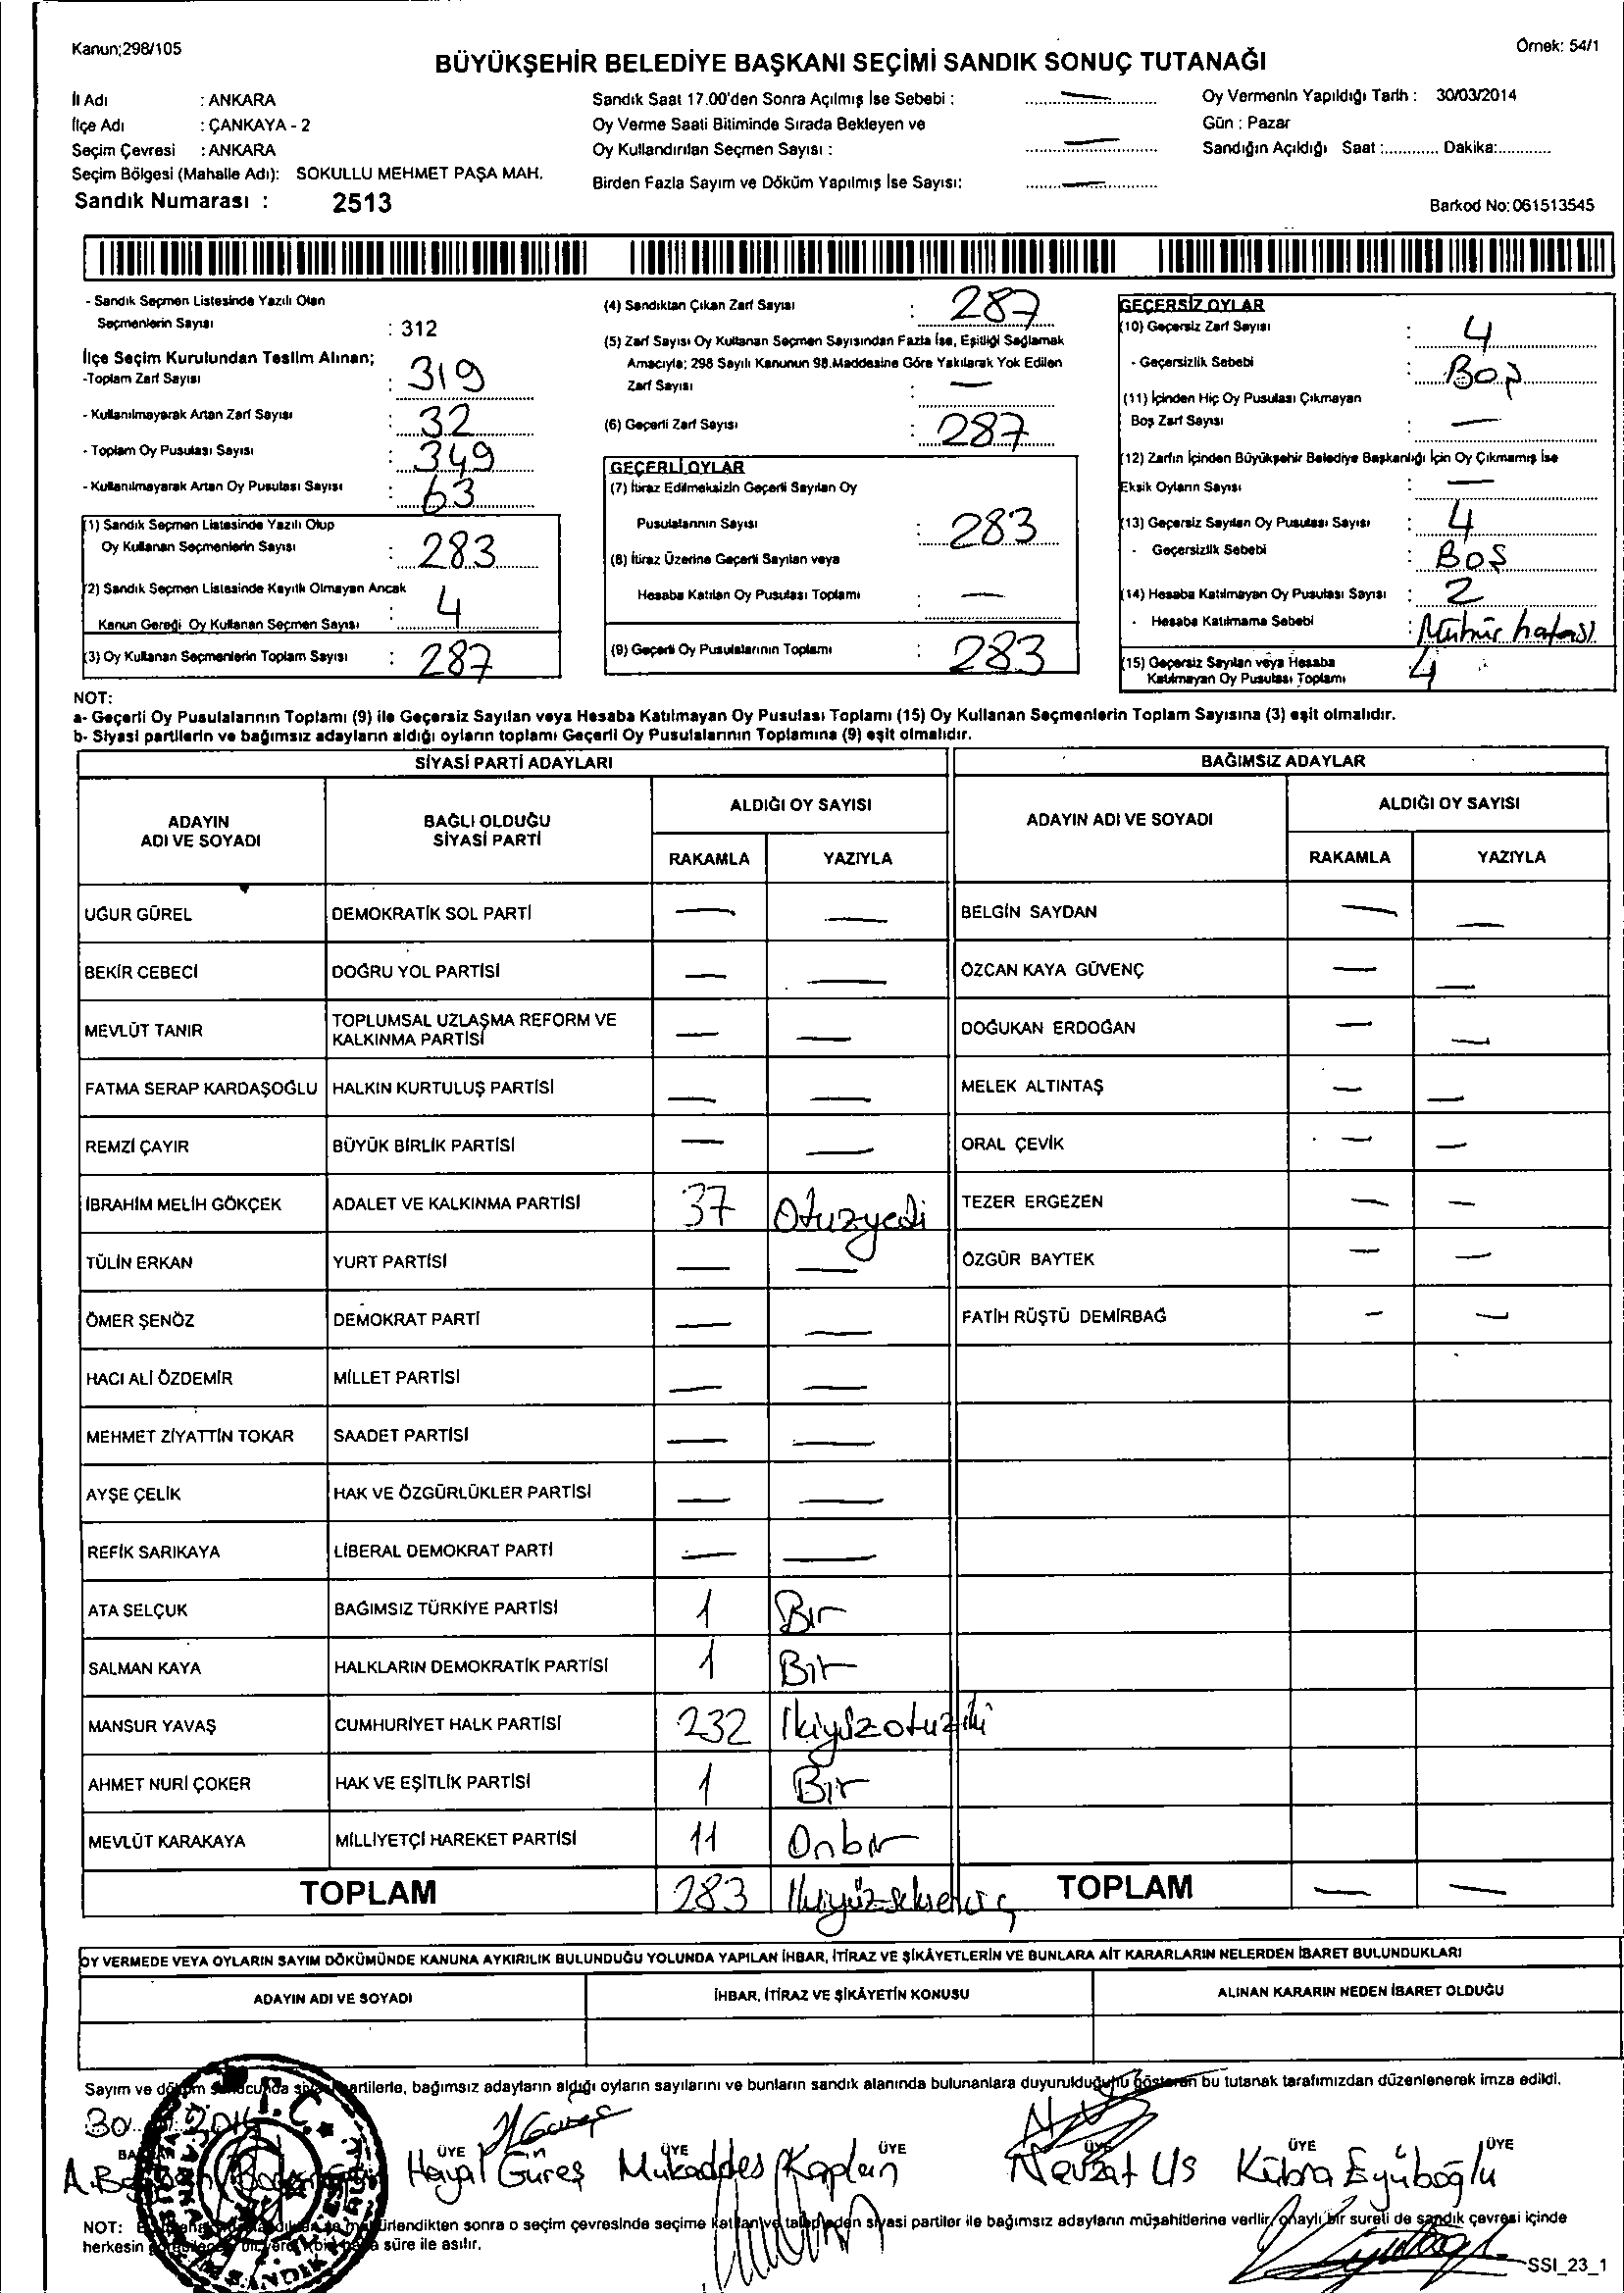 Kanun;298/105
Örnek: 54/1
BÜYÜKŞEHİR BELEDİYE BAŞKANI SEÇİMİ SANDIK SONUÇ TUTANAĞI
İl Adı : ANKARA
İlçe Adı : ÇANKAYA - 2
Seçim Çevresi : ANKARA
Seçim Bölgesi (Mahalle Adı): SOKULLU MEHMET PAŞA MAH.
Sandık Numarası : 2513
Sandık Saat 17.00'den Sonra Açılmış İse Sebebi : —
Oy Verme Saati Bitiminde Sırada Bekleyen ve
Oy Kullandırılan Seçmen Sayısı : —
Birden Fazla Sayım ve Döküm Yapılmış İse Sayısı: —
Oy Vermenin Yapıldığı Tarih : 30/03/2014
Gün : Pazar
Sandığın Açıldığı Saat :............ Dakika:............
Barkod No: 061513545
- Sandık Seçmen Listesinde Yazılı Olan
Seçmenlerin Sayısı : 312
İlçe Seçim Kurulundan Teslim Alınan;
-Toplam Zarf Sayısı : 319
- Kullanılmayarak Artan Zarf Sayısı : 32
- Toplam Oy Pusulası Sayısı : 349
- Kullanılmayarak Artan Oy Pusulası Sayısı : 63
(1) Sandık Seçmen Listesinde Yazılı Olup
Oy Kullanan Seçmenlerin Sayısı : 283
(2) Sandık Seçmen Listesinde Kayıtlı Olmayan Ancak
Kanun Gereği Oy Kullanan Seçmen Sayısı : 4
(3) Oy Kullanan Seçmenlerin Toplam Sayısı : 287
(4) Sandıktan Çıkan Zarf Sayısı : 287
(5) Zarf Sayısı Oy Kullanan Seçmen Sayısından Fazla İse, Eşitliği Sağlamak
Amacıyla; 298 Sayılı Kanunun 98.Maddesine Göre Yakılarak Yok Edilen
Zarf Sayısı : —
(6) Geçerli Zarf Sayısı : 287
GEÇERLİ OYLAR
(7) İtiraz Edilmeksizin Geçerli Sayılan Oy
Pusulalarının Sayısı : 283
(8) İtiraz Üzerine Geçerli Sayılan veya
Hesaba Katılan Oy Pusulası Toplamı : —
(9) Geçerli Oy Pusulalarının Toplamı : 283
GEÇERSİZ OYLAR
(10) Geçersiz Zarf Sayısı : 4
- Geçersizlik Sebebi : Boş
(11) İçinden Hiç Oy Pusulası Çıkmayan
Boş Zarf Sayısı : —
(12) Zarfın İçinden Büyükşehir Belediye Başkanlığı İçin Oy Çıkmamış İse
Eksik Oyların Sayısı : —
(13) Geçersiz Sayılan Oy Pusulası Sayısı : 4
- Geçersizlik Sebebi : BOŞ
(14) Hesaba Katılmayan Oy Pusulası Sayısı : 2
- Hesaba Katılmama Sebebi : Mühür hatası
(15) Geçersiz Sayılan veya Hesaba
Katılmayan Oy Pusulası Toplamı 4
NOT:
a- Geçerli Oy Pusulalarının Toplamı (9) ile Geçersiz Sayılan veya Hesaba Katılmayan Oy Pusulası Toplamı (15) Oy Kullanan Seçmenlerin Toplam Sayısına (3) eşit olmalıdır.
b- Siyasi partilerin ve bağımsız adayların aldığı oyların toplamı Geçerli Oy Pusulalarının Toplamına (9) eşit olmalıdır.
SİYASİ PARTİ ADAYLARI BAĞIMSIZ ADAYLAR
ADAYIN ADI VE SOYADI
BAĞLI OLDUĞU SİYASİ PARTİ
ALDIĞI OY SAYISI
RAKAMLA YAZIYLA
ADAYIN ADI VE SOYADI
ALDIĞI OY SAYISI
RAKAMLA YAZIYLA
UĞUR GÜREL DEMOKRATİK SOL PARTİ — — BELGİN SAYDAN — —
BEKİR CEBECİ DOĞRU YOL PARTİSİ — — ÖZCAN KAYA GÜVENÇ — —
MEVLÜT TANIR TOPLUMSAL UZLAŞMA REFORM VE KALKINMA PARTİSİ — — DOĞUKAN ERDOĞAN — —
FATMA SERAP KARDAŞOĞLU HALKIN KURTULUŞ PARTİSİ — — MELEK ALTINTAŞ — —
REMZİ ÇAYIR BÜYÜK BİRLİK PARTİSİ — — ORAL ÇEVİK — —
İBRAHİM MELİH GÖKÇEK ADALET VE KALKINMA PARTİSİ 37 Otuzyedi TEZER ERGEZEN — —
TÜLİN ERKAN YURT PARTİSİ — — ÖZGÜR BAYTEK — —
ÖMER ŞENÖZ DEMOKRAT PARTİ — — FATİH RÜŞTÜ DEMİRBAĞ — —
HACI ALİ ÖZDEMİR MİLLET PARTİSİ — —
MEHMET ZİYATTİN TOKAR SAADET PARTİSİ — —
AYŞE ÇELİK HAK VE ÖZGÜRLÜKLER PARTİSİ — —
REFİK SARIKAYA LİBERAL DEMOKRAT PARTİ — —
ATA SELÇUK BAĞIMSIZ TÜRKİYE PARTİSİ 1 Bır
SALMAN KAYA HALKLARIN DEMOKRATİK PARTİSİ 1 Bır
MANSUR YAVAŞ CUMHURİYET HALK PARTİSİ 232 Ikiyüzotuziki
AHMET NURİ ÇOKER HAK VE EŞİTLİK PARTİSİ 1 Bır
MEVLÜT KARAKAYA MİLLİYETÇİ HAREKET PARTİSİ 11 Onbir
TOPLAM 283 Ikiyüzseksenüç TOPLAM — —
OY VERMEDE VEYA OYLARIN SAYIM DÖKÜMÜNDE KANUNA AYKIRILIK BULUNDUĞU YOLUNDA YAPILAN İHBAR, İTİRAZ VE ŞİKÂYETLERİN VE BUNLARA AİT KARARLARIN NELERDEN İBARET BULUNDUKLARI
ADAYIN ADI VE SOYADI İHBAR, İTİRAZ VE ŞİKÂYETİN KONUSU ALINAN KARARIN NEDEN İBARET OLDUĞU
Sayım ve döküm sonucunda siyasi partilerle, bağımsız adayların aldığı oyların sayılarını ve bunların sandık alanında bulunanlara duyurulduğunu gösteren bu tutanak tarafımızdan düzenlenerek imza edildi.
30 2014
ÜYE ÜYE ÜYE ÜYE ÜYE ÜYE
Hayal Güreş Mukaddes Kaplan Nevzat Us Kübra Eyüboğlu
NOT: sonra o seçim çevresinde seçime katılan ve talep eden siyasi partiler ile bağımsız adayların müşahitlerine verilir, onaylı bir sureti de sandık çevresi içinde
herkesin süre ile asılır.
SSI_23_1